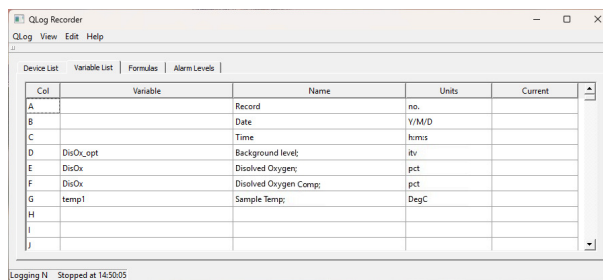 QLog Recorder
QLog View Edit Help
Device List Variable List Formulas Alarm Levels
Col Variable Name Units Current
A Record no.
B Date Y/M/D
C Time h:m:s
D DisOx_opt Background level; itv
E DisOx Disolved Oxygen; pct
F DisOx Disolved Oxygen Comp; pct
G temp1 Sample Temp; DegC
H
I
J
Logging N Stopped at 14:50:05